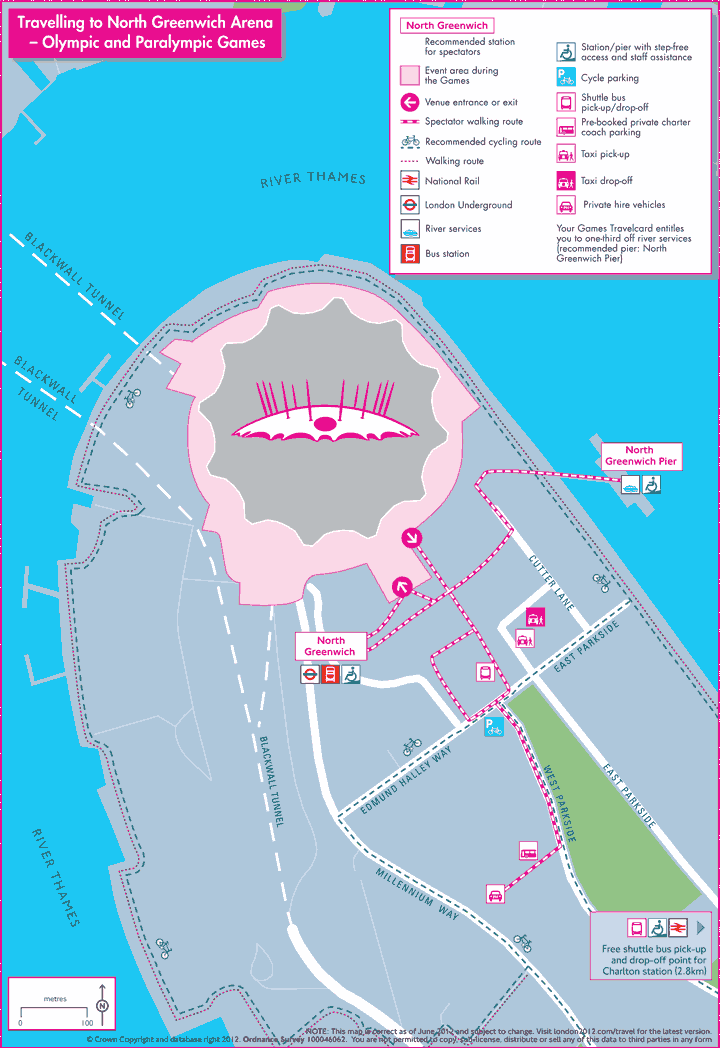 Travelling to North Greenwich Arena
– Olympic and Paralympic Games
North Greenwich
Recommended station
for spectators
Event area during
the Games
Venue entrance or exit
Spectator walking route
Recommended cycling route
Walking route
National Rail
London Underground
River services
Bus station
Station/pier with step-free
access and staff assistance
P
Cycle parking
Shuttle bus
pick-up/drop-off
Pre-booked private charter
coach parking
Taxi pick-up
Taxi drop-off
Private hire vehicles
Your Games Travelcard entitles
you to one-third off river services
(recommended pier: North
Greenwich Pier)
RIVER THAMES
BLACKWALL TUNNEL
BLACKWALL
TUNNEL
North
Greenwich Pier
CUTTER LANE
EAST PARKSIDE
North
Greenwich
P
EDMUND HALLEY WAY
BLACKWALL TUNNEL
WEST PARKSIDE
EAST PARKSIDE
MILLENNIUM WAY
RIVER THAMES
Free shuttle bus pick-up
and drop-off point for
Charlton station (2.8km)
metres
0 100
N
NOTE: This map is correct as of June 2012 and subject to change. Visit london2012.com/travel for the latest version.
© Crown Copyright and database right 2012. Ordnance Survey 100046062. You are not permitted to copy, sub-license, distribute or sell any of this data to third parties in any form